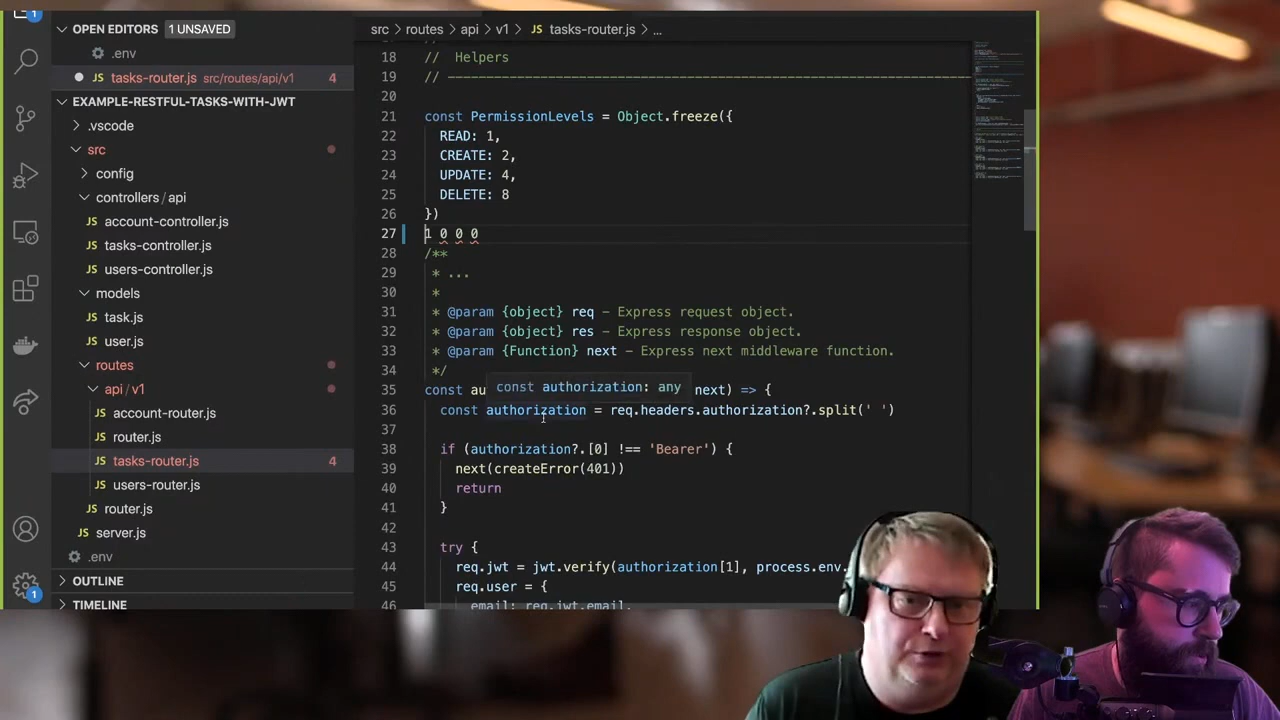 1
OPEN EDITORS 1 UNSAVED
.env
JS tasks-router.js src/routes/api/v1 4
EXAMPLE-RESTFUL-TASKS-WITH-JWT
.vscode
src
config
controllers / api
JS account-controller.js
JS tasks-controller.js
JS users-controller.js
models
JS task.js
JS user.js
routes
api / v1
JS account-router.js
JS router.js
JS tasks-router.js 4
JS users-router.js
JS router.js
JS server.js
.env
OUTLINE
TIMELINE
1
src > routes > api > v1 > JS tasks-router.js > ...
18 // Helpers
19 // ------------------------------------------------------------------
20
21 const PermissionLevels = Object.freeze({
22 READ: 1,
23 CREATE: 2,
24 UPDATE: 4,
25 DELETE: 8
26 })
27 1 0 0 0
28 /**
29 * ...
30 *
31 * @param {object} req - Express request object.
32 * @param {object} res - Express response object.
33 * @param {Function} next - Express next middleware function.
34 */
const authorization: any
35 const au next) => {
36 const authorization = req.headers.authorization?.split(' ')
37
38 if (authorization?.[0] !== 'Bearer') {
39 next(createError(401))
40 return
41 }
42
43 try {
44 req.jwt = jwt.verify(authorization[1], process.env.
45 req.user = {
46 email: req.jwt.email,